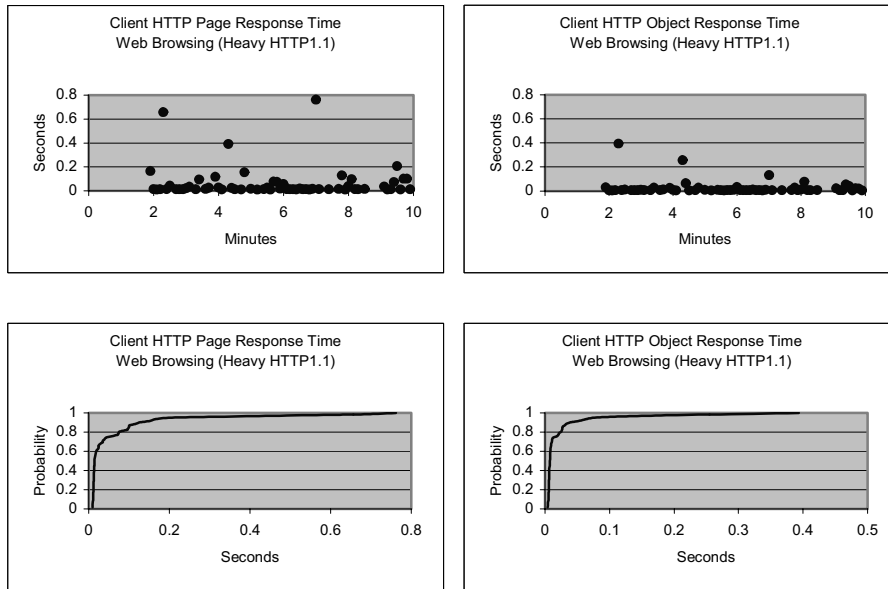 Client HTTP Page Response Time
Web Browsing (Heavy HTTP1.1)
Seconds
0.8
0.6
0.4
0.2
0
0 2 4 6 8 10
Minutes
Client HTTP Object Response Time
Web Browsing (Heavy HTTP1.1)
Seconds
0.8
0.6
0.4
0.2
0
0 2 4 6 8 10
Minutes
Client HTTP Page Response Time
Web Browsing (Heavy HTTP1.1)
Probability
1
0.8
0.6
0.4
0.2
0
0 0.2 0.4 0.6 0.8
Seconds
Client HTTP Object Response Time
Web Browsing (Heavy HTTP1.1)
Probability
1
0.8
0.6
0.4
0.2
0
0 0.1 0.2 0.3 0.4 0.5
Seconds